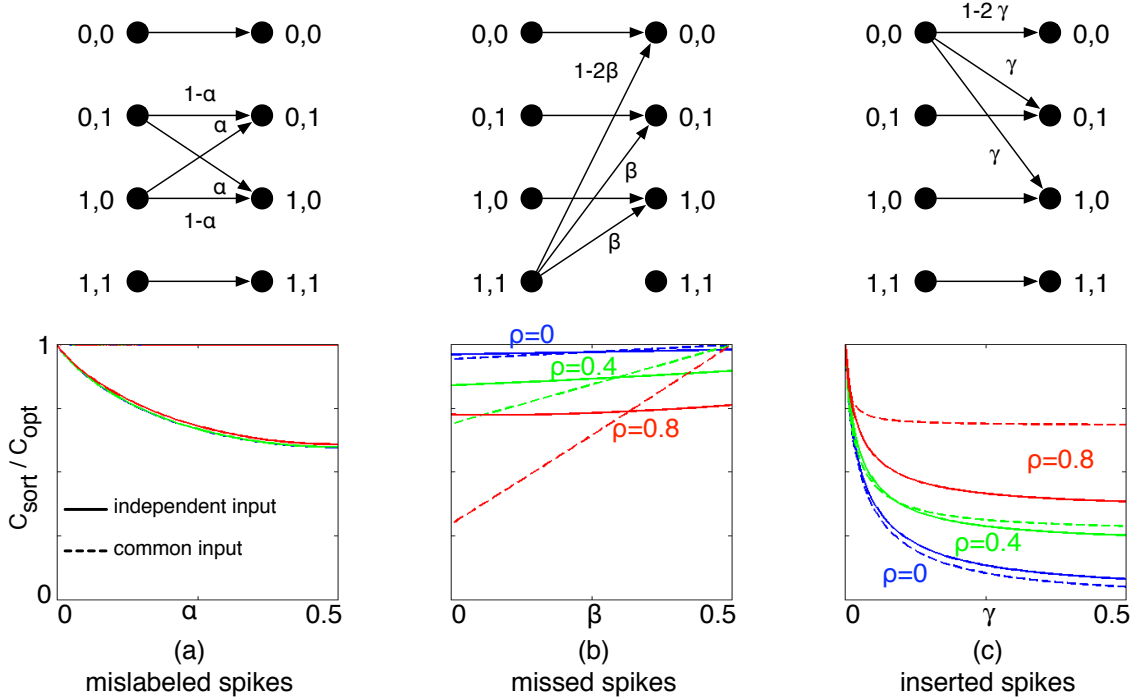 1-2 γ
0,0 0,0 0,0 0,0 0,0 0,0
1-2β
γ
1-α
0,1 α 0,1 0,1 0,1 0,1 0,1
β γ
1,0 α 1,0 1,0 1,0 1,0 1,0
1-α
β
1,1 1,1 1,1 1,1 1,1 1,1
1
ρ=0
ρ=0.4
ρ=0.8
ρ=0.8
C_sort / C_opt
independent input
common input
ρ=0.4
ρ=0
0
0 α 0.5 0 β 0.5 0 γ 0.5
(a) (b) (c)
mislabeled spikes missed spikes inserted spikes